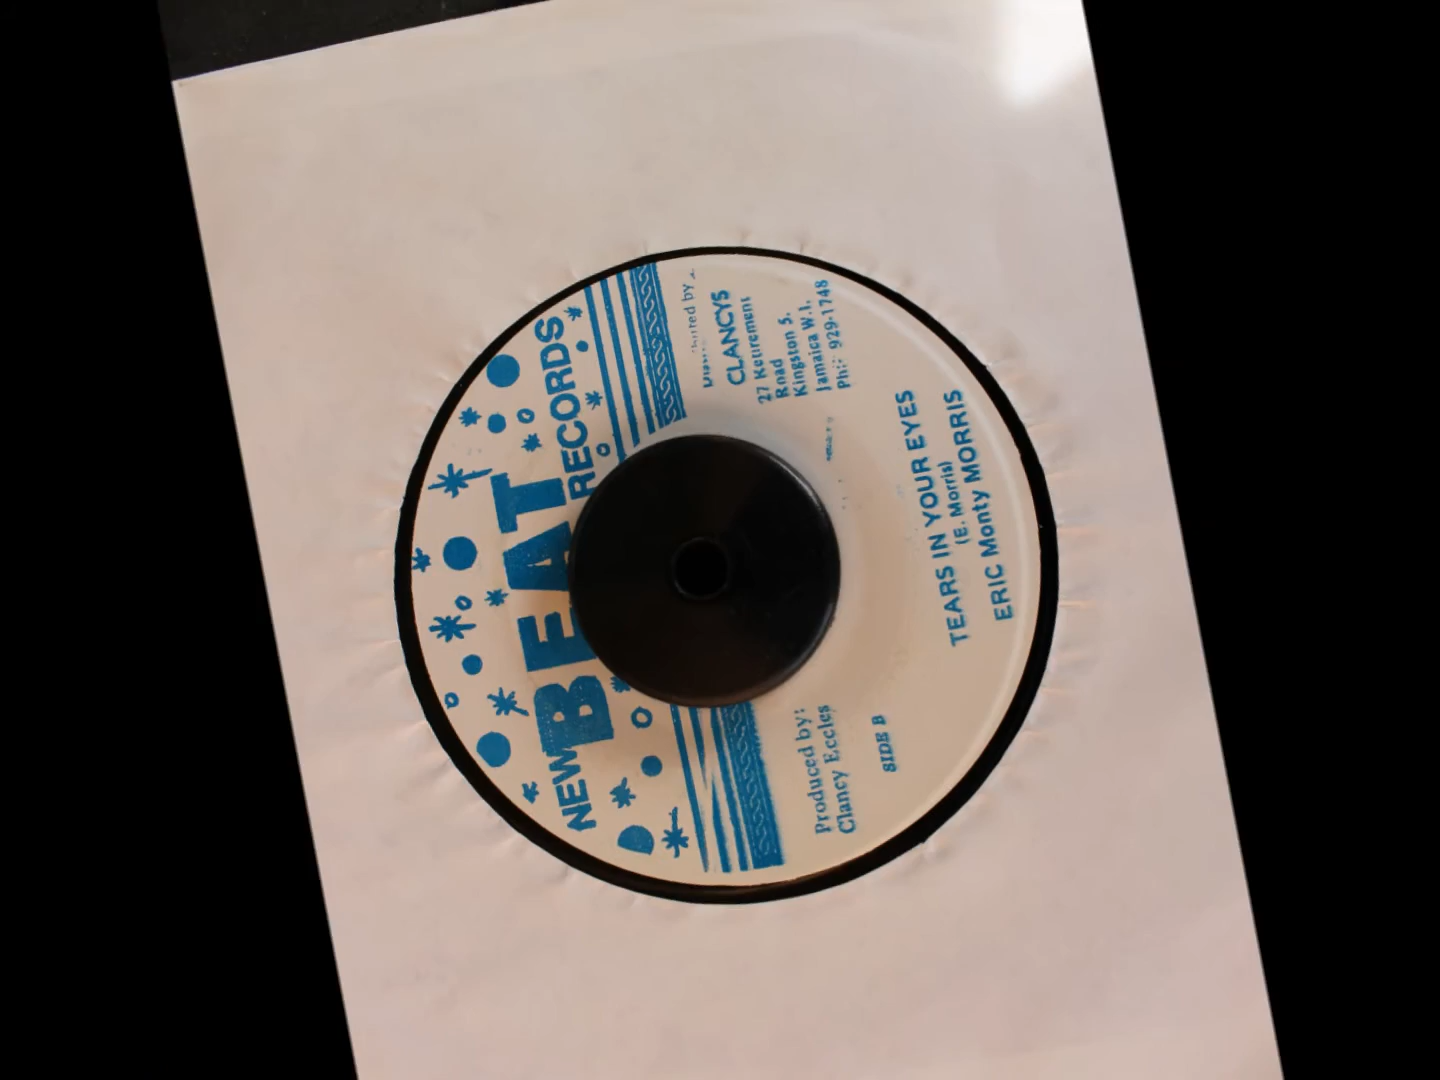 NEW BEAT RECORDS
by
CLANCYS
27 Retirement
Road
Kingston 5.
Jamaica W.I.
929-1748
Produced by:
Clancy Eccles
SIDE B
TEARS IN YOUR EYES
(E. Morris)
ERIC Monty MORRIS